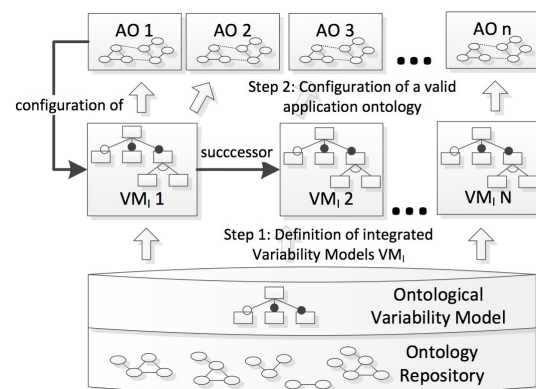 AO 1
AO 2
AO 3
AO n
configuration of
Step 2: Configuration of a valid
application ontology
succcessor
VMI 1
VMI 2
VMI N
Step 1: Definition of integrated
Variability Models VMI
Ontological
Variability Model
Ontology
Repository